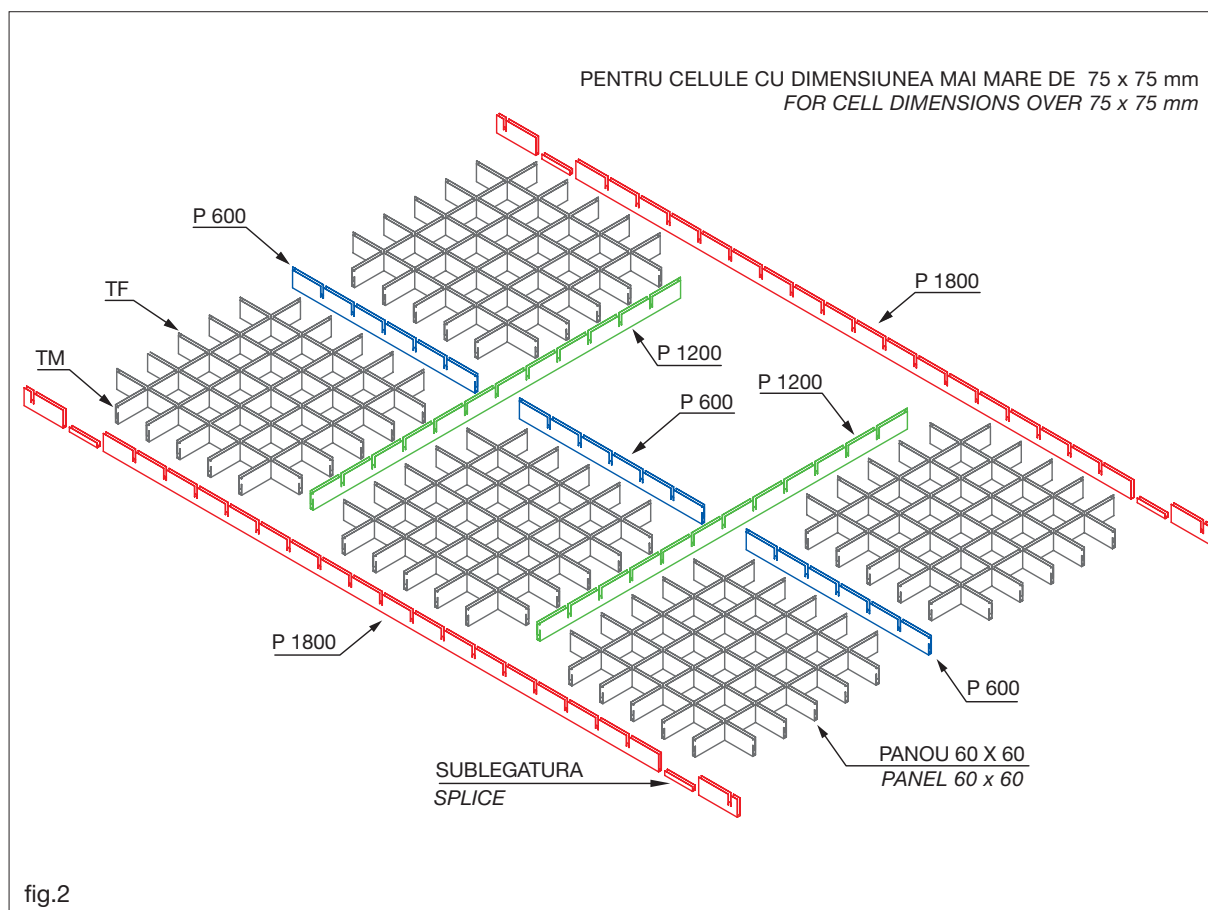 PENTRU CELULE CU DIMENSIUNEA MAI MARE DE 75 x 75 mm
FOR CELL DIMENSIONS OVER 75 x 75 mm
P 600
TF
TM
P 1800
P 1200
P 1200
P 600
P 1800
P 600
PANOU 60 X 60
PANEL 60 x 60
SUBLEGATURA
SPLICE
fig.2